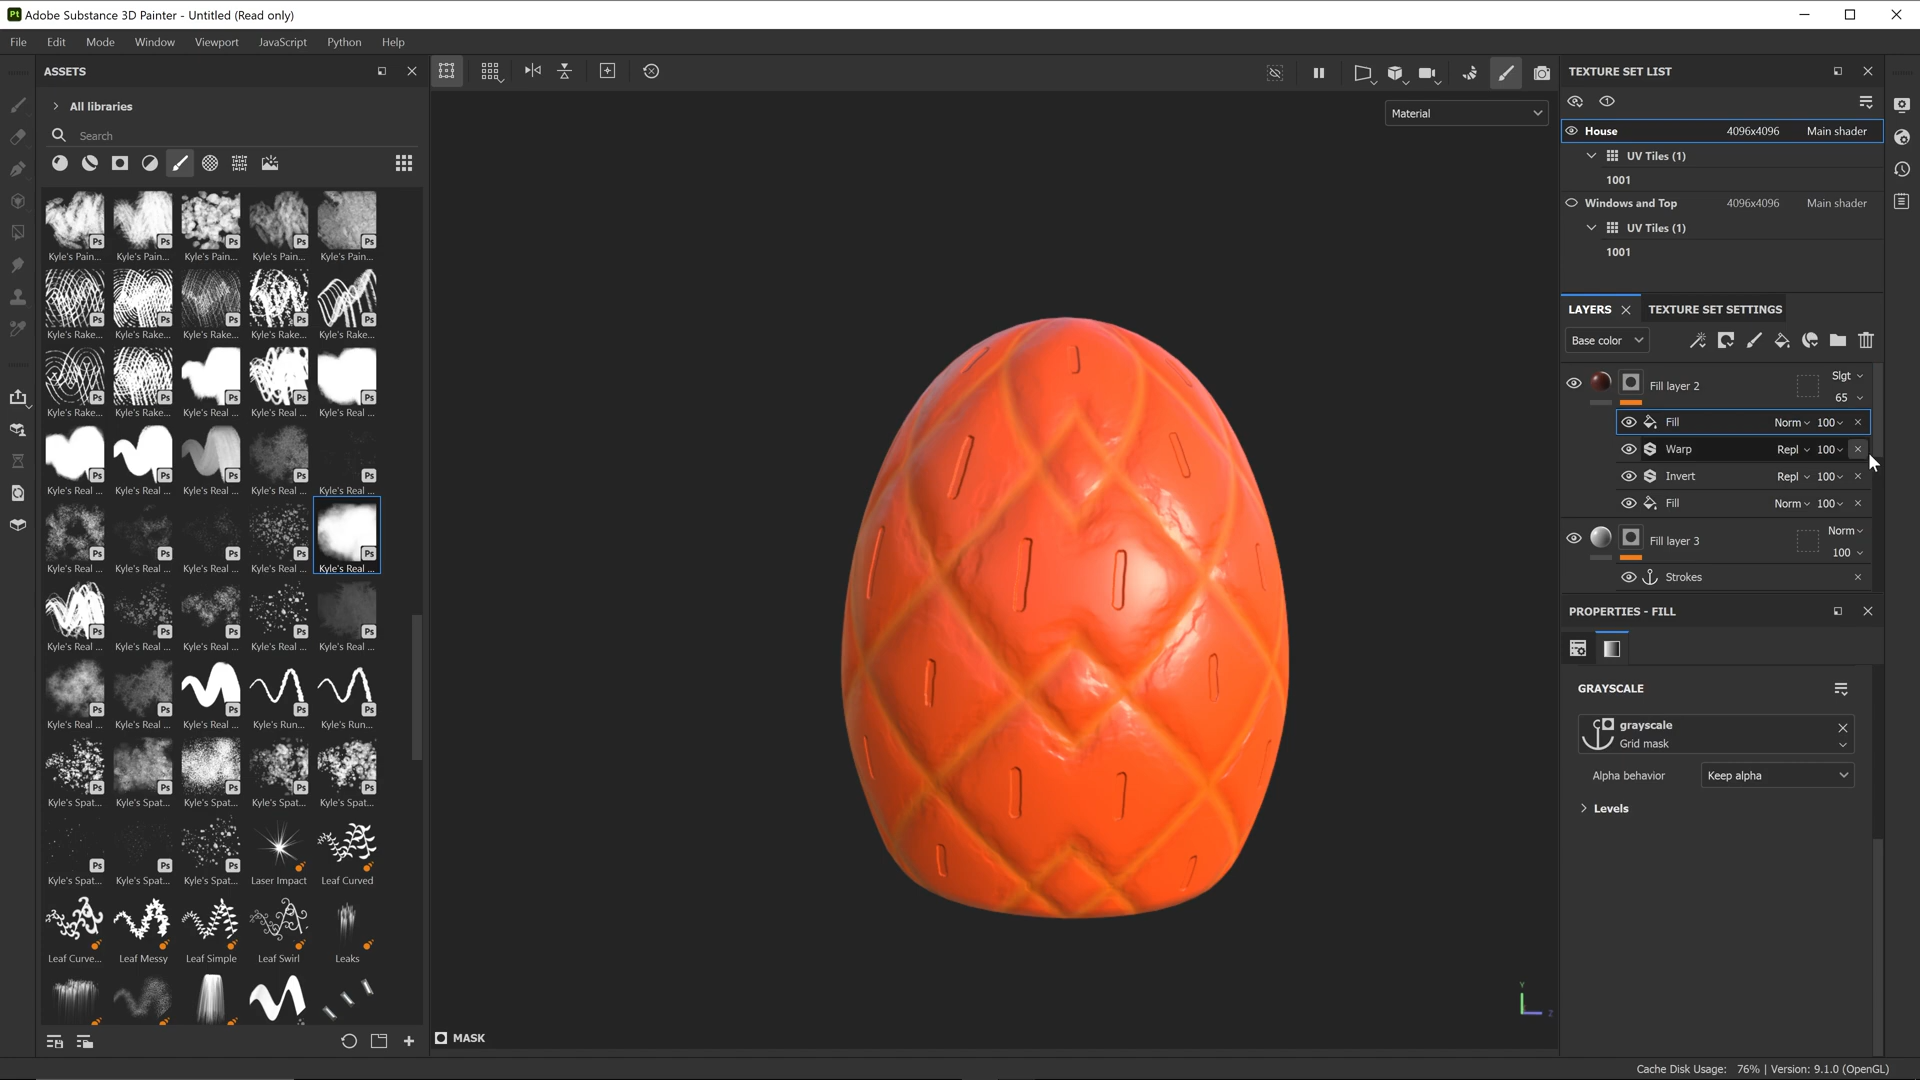 Pt Adobe Substance 3D Painter - Untitled (Read only)
File Edit Mode Window Viewport JavaScript Python Help
ASSETS
All libraries
Search
Kyle's Pain... Kyle's Pain... Kyle's Pain... Kyle's Pain... Kyle's Pain...
Kyle's Rake... Kyle's Rake... Kyle's Rake... Kyle's Rake... Kyle's Rake...
Kyle's Rake... Kyle's Rake... Kyle's Real ... Kyle's Real ... Kyle's Real ...
Kyle's Real ... Kyle's Real ... Kyle's Real ... Kyle's Real ... Kyle's Real ...
Kyle's Real ... Kyle's Real ... Kyle's Real ... Kyle's Real ... Kyle's Real ...
Kyle's Real ... Kyle's Real ... Kyle's Real ... Kyle's Real ... Kyle's Real ...
Kyle's Real ... Kyle's Real ... Kyle's Real ... Kyle's Run... Kyle's Run...
Kyle's Spat... Kyle's Spat... Kyle's Spat... Kyle's Spat... Kyle's Spat...
Kyle's Spat... Kyle's Spat... Kyle's Spat... Laser Impact Leaf Curved
Leaf Curve... Leaf Messy Leaf Simple Leaf Swirl Leaks
Material
MASK
Y
Z
TEXTURE SET LIST
House 4096x4096 Main shader
UV Tiles (1)
1001
Windows and Top 4096x4096 Main shader
UV Tiles (1)
1001
LAYERS TEXTURE SET SETTINGS
Base color
Fill layer 2 Slgt
65
Fill Norm 100
Warp Repl 100
Invert Repl 100
Fill Norm 100
Fill layer 3 Norm
100
Strokes
PROPERTIES - FILL
GRAYSCALE
grayscale
Grid mask
Alpha behavior Keep alpha
Levels
Cache Disk Usage: 76% | Version: 9.1.0 (OpenGL)